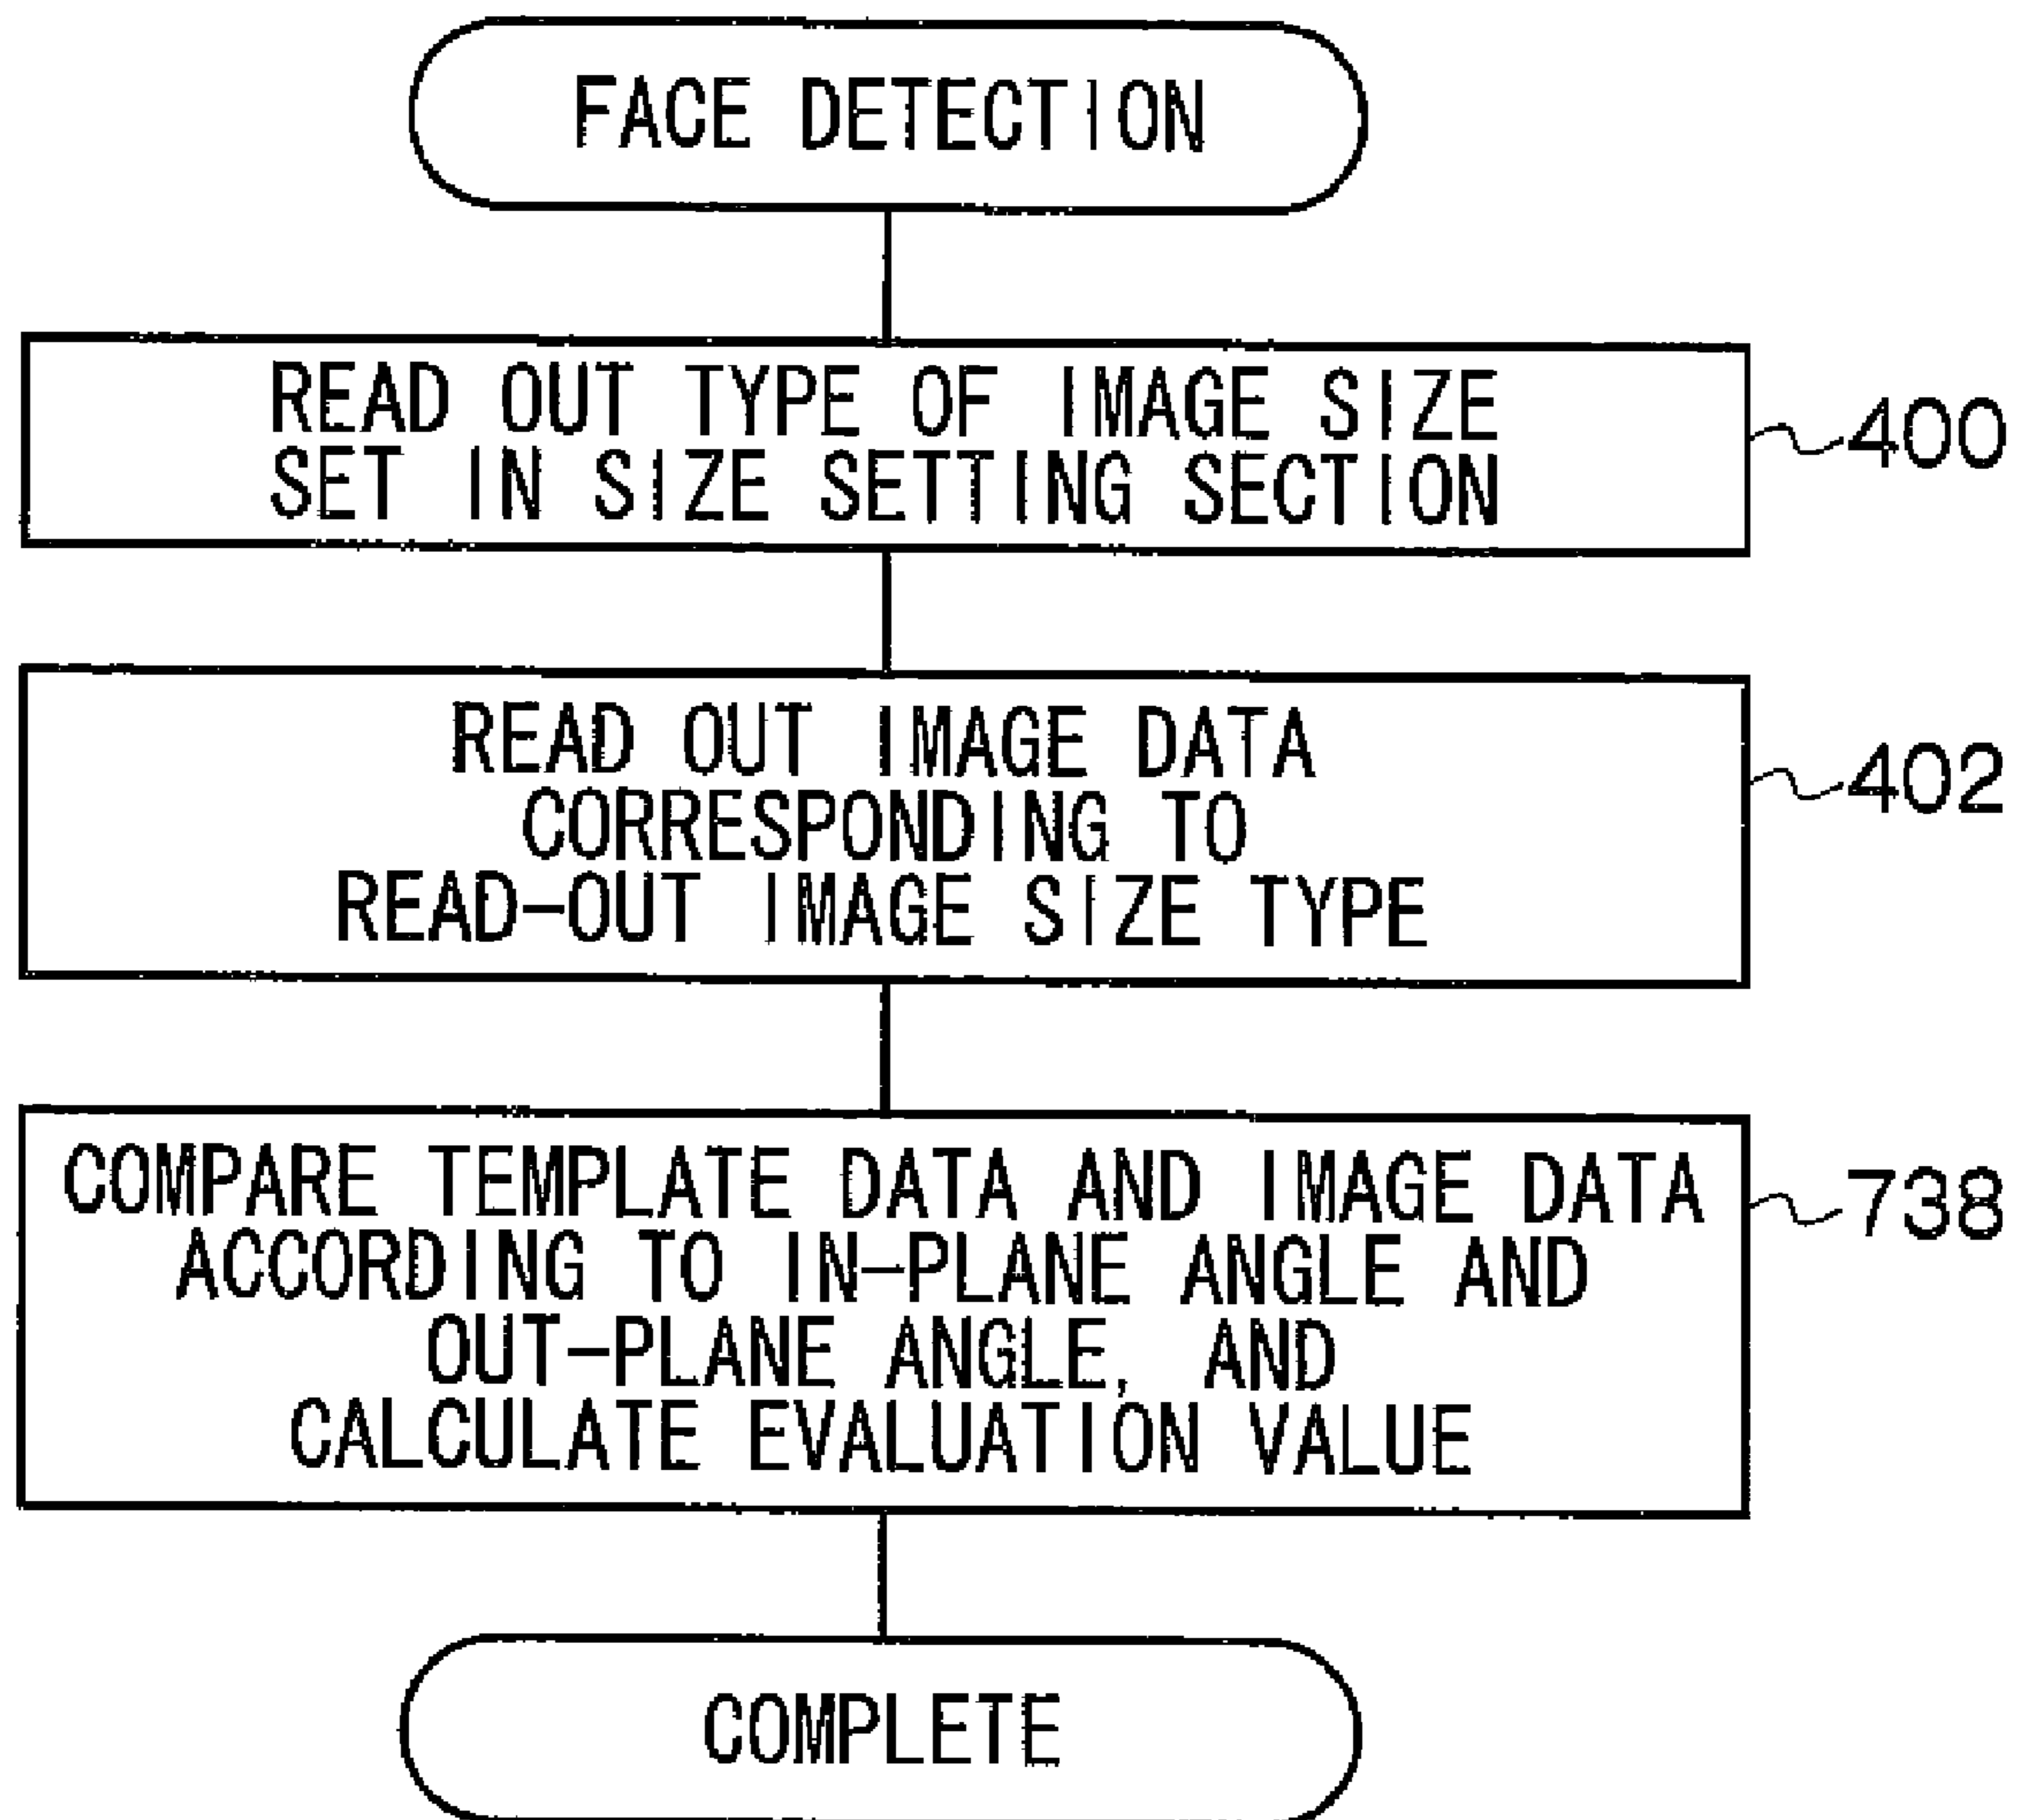 FACE DETECTION
READ OUT TYPE OF IMAGE SIZE
SET IN SIZE SETTING SECTION
400
READ OUT IMAGE DATA
CORRESPONDING TO
READ-OUT IMAGE SIZE TYPE
402
COMPARE TEMPLATE DATA AND IMAGE DATA
ACCORDING TO IN-PLANE ANGLE AND
OUT-PLANE ANGLE, AND
CALCULATE EVALUATION VALUE
738
COMPLETE